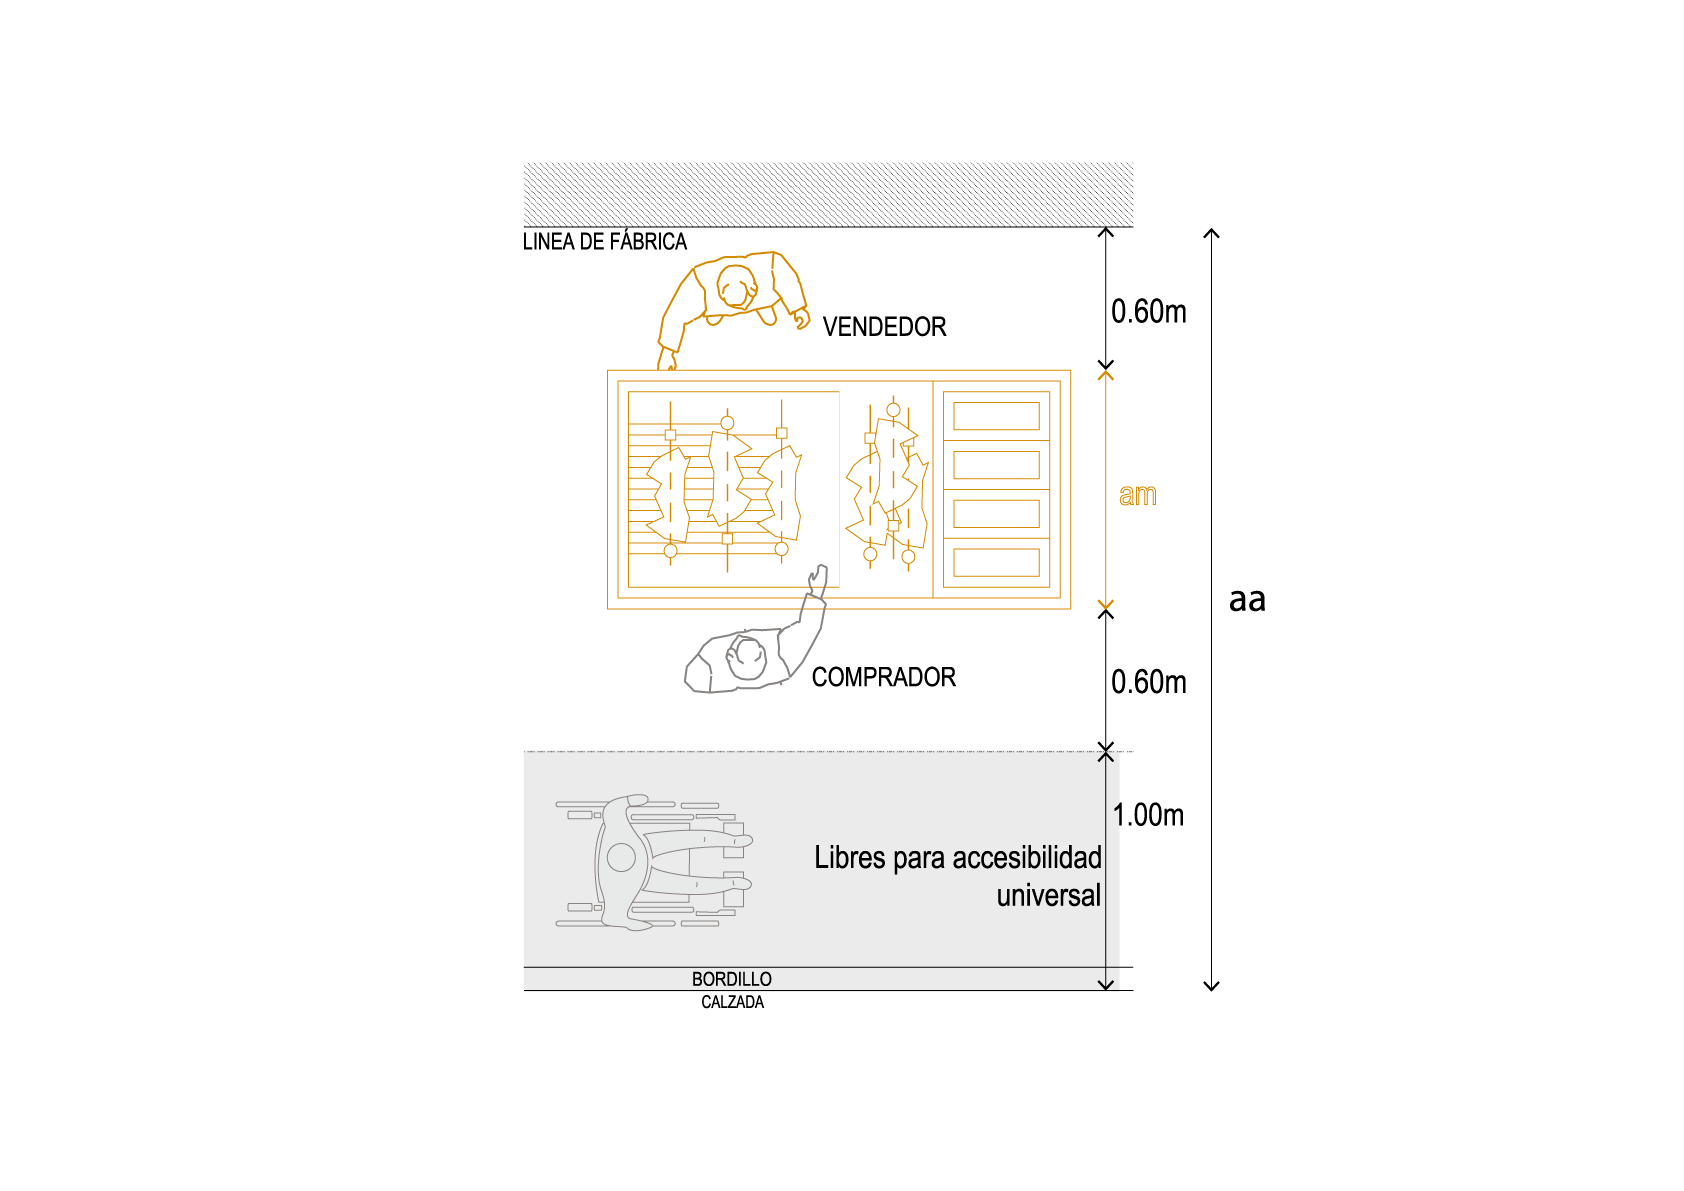 LINEA DE FÁBRICA
0.60m
VENDEDOR
am
aa
COMPRADOR
0.60m
1.00m
Libres para accesibilidad
universal
BORDILLO
CALZADA